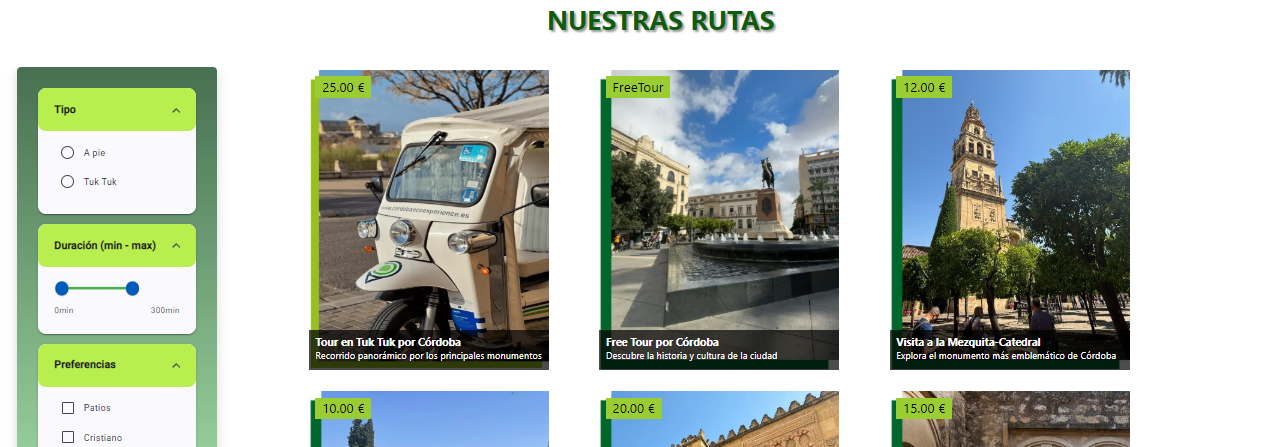 NUESTRAS RUTAS
Tipo
A pie
Tuk Tuk
Duración (min - max)
0min
300min
Preferencias
Patios
Cristiano
25.00 €
www.cordobaecoexperience.es
Tour en Tuk Tuk por Córdoba
Recorrido panorámico por los principales monumentos
FreeTour
Free Tour por Córdoba
Descubre la historia y cultura de la ciudad
12.00 €
Visita a la Mezquita-Catedral
Explora el monumento más emblemático de Córdoba
10.00 €
20.00 €
15.00 €